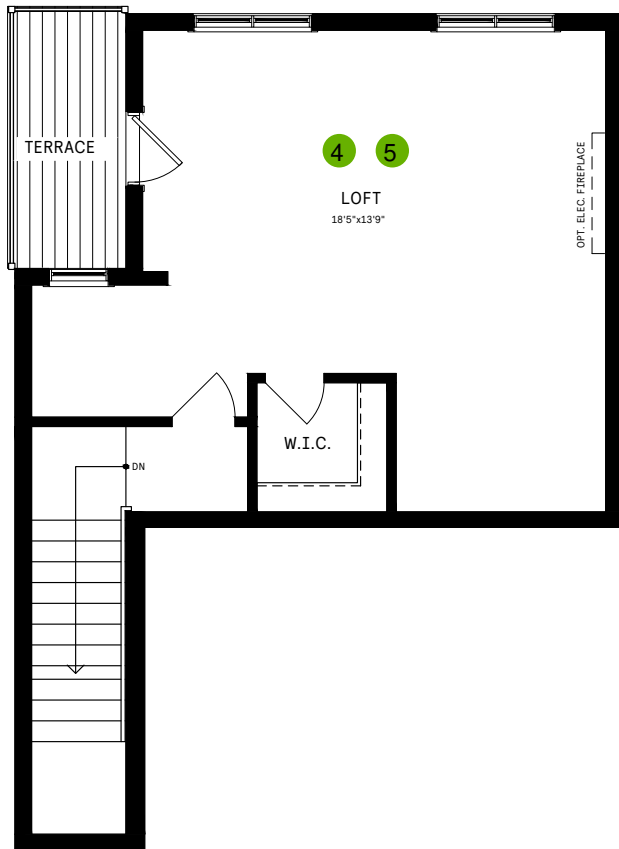 TERRACE
4 5
LOFT
18'5"x13'9"
OPT. ELEC. FIREPLACE
W.I.C.
DN